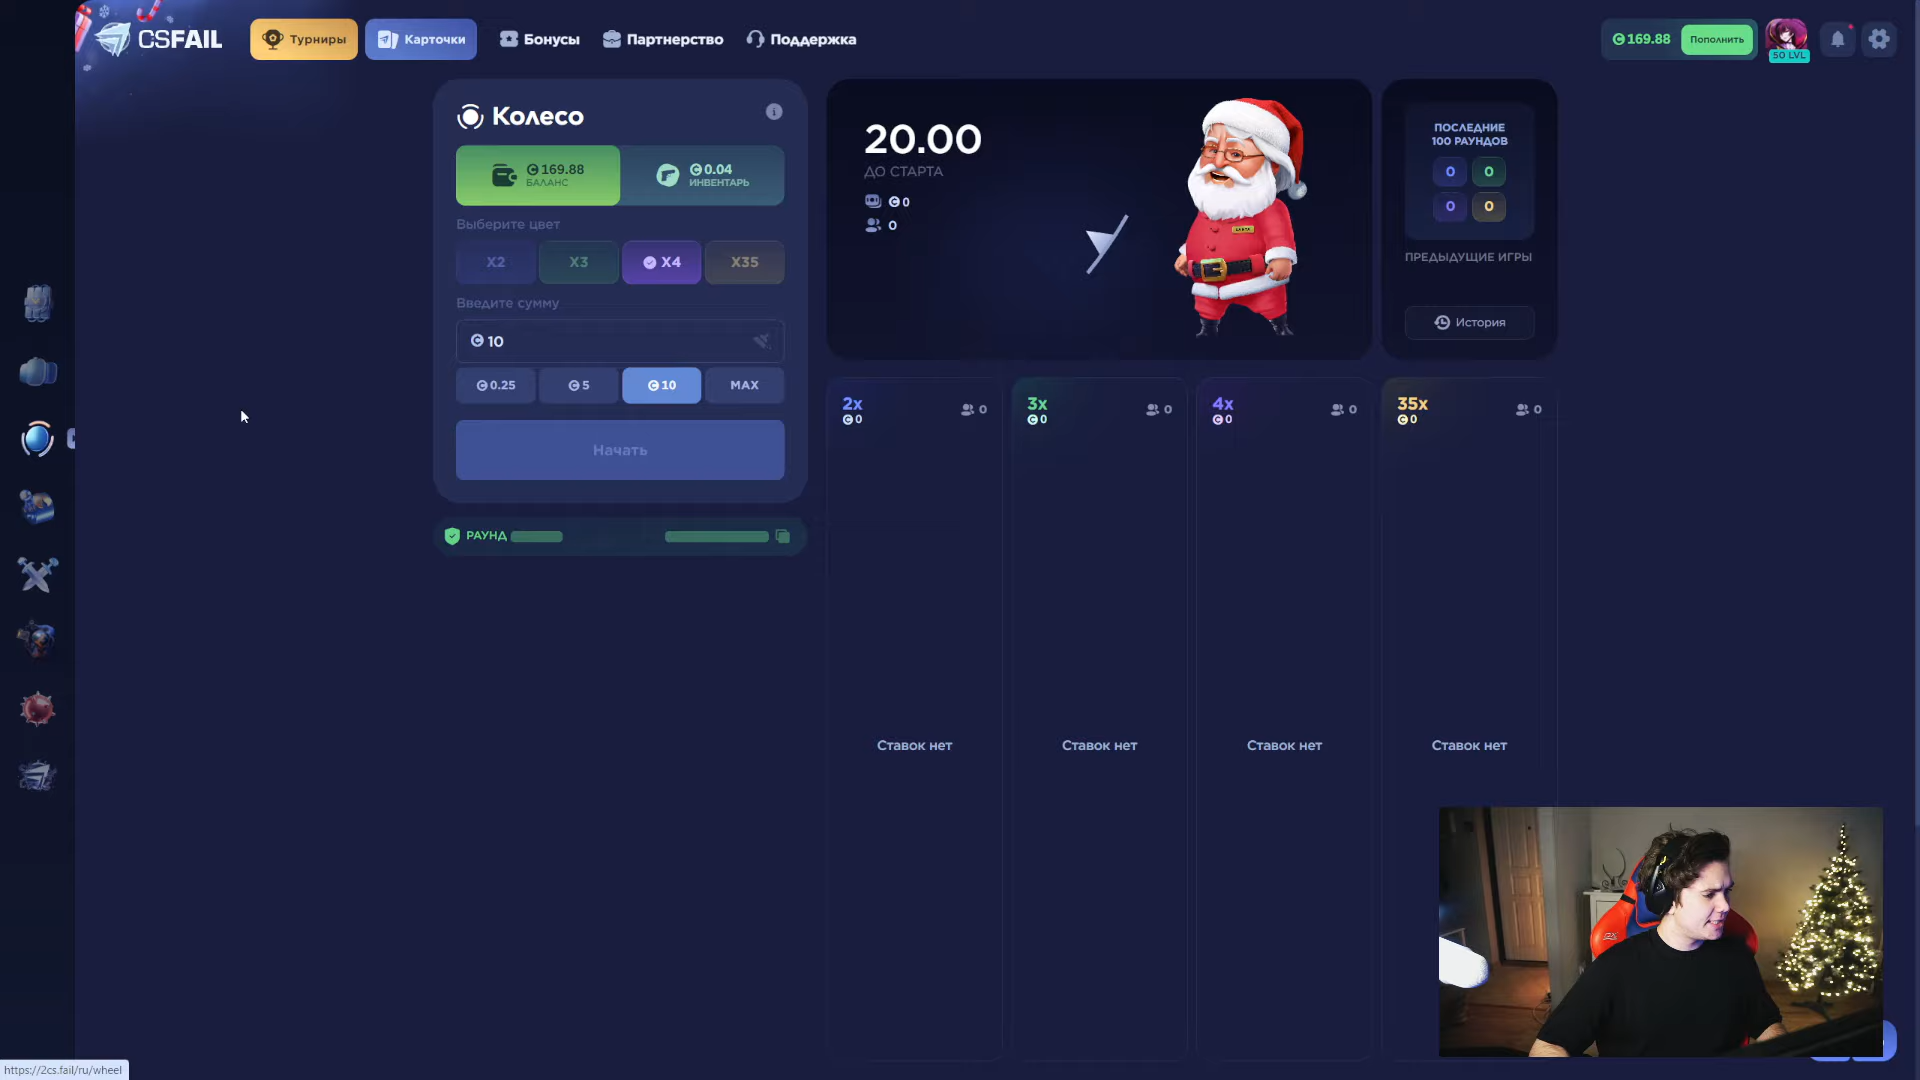 CSFAIL
Турниры
Карточки
Бонусы
Партнерство
Поддержка
169.88
Пополнить
50 LVL
Колесо
169.88
БАЛАНС
0.04
ИНВЕНТАРЬ
Выберите цвет
X2
X3
X4
X35
Введите сумму
10
0.25
5
10
MAX
Начать
РАУНД
20.00
ДО СТАРТА
0
0
ПОСЛЕДНИЕ
100 РАУНДОВ
0
0
0
0
ПРЕДЫДУЩИЕ ИГРЫ
История
2x
0
0
3x
0
0
4x
0
0
35x
0
0
Ставок нет
Ставок нет
Ставок нет
Ставок нет
https://2cs.fail/ru/wheel